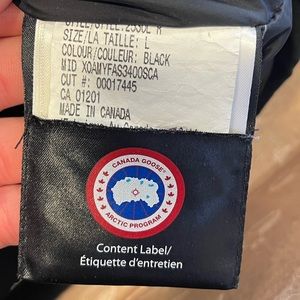 SIZE/LA TAILLE: L
COLOUR/COULEUR: BLACK
MID XOAMYFAS3400SCA
CUT #: 00017445
CA 01201
MADE IN CANADA
CANADA GOOSE
ARCTIC PROGRAM
Content Label/
Étiquette d'entretien